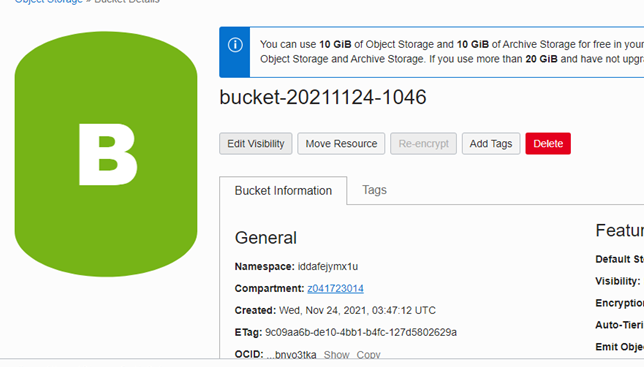 Object Storage » Bucket Details
B
You can use 10 GiB of Object Storage and 10 GiB of Archive Storage for free in your
Object Storage and Archive Storage. If you use more than 20 GiB and have not upgr
bucket-20211124-1046
Edit Visibility Move Resource Re-encrypt Add Tags Delete
Bucket Information Tags
General
Namespace: iddafejymx1u
Compartment: z041723014
Created: Wed, Nov 24, 2021, 03:47:12 UTC
ETag: 9c09aa6b-de10-4bb1-b4fc-127d5802629a
OCID: ...bnvo3tka Show Copy
Featur
Default St
Visibility:
Encryption
Auto-Tieri
Emit Objec